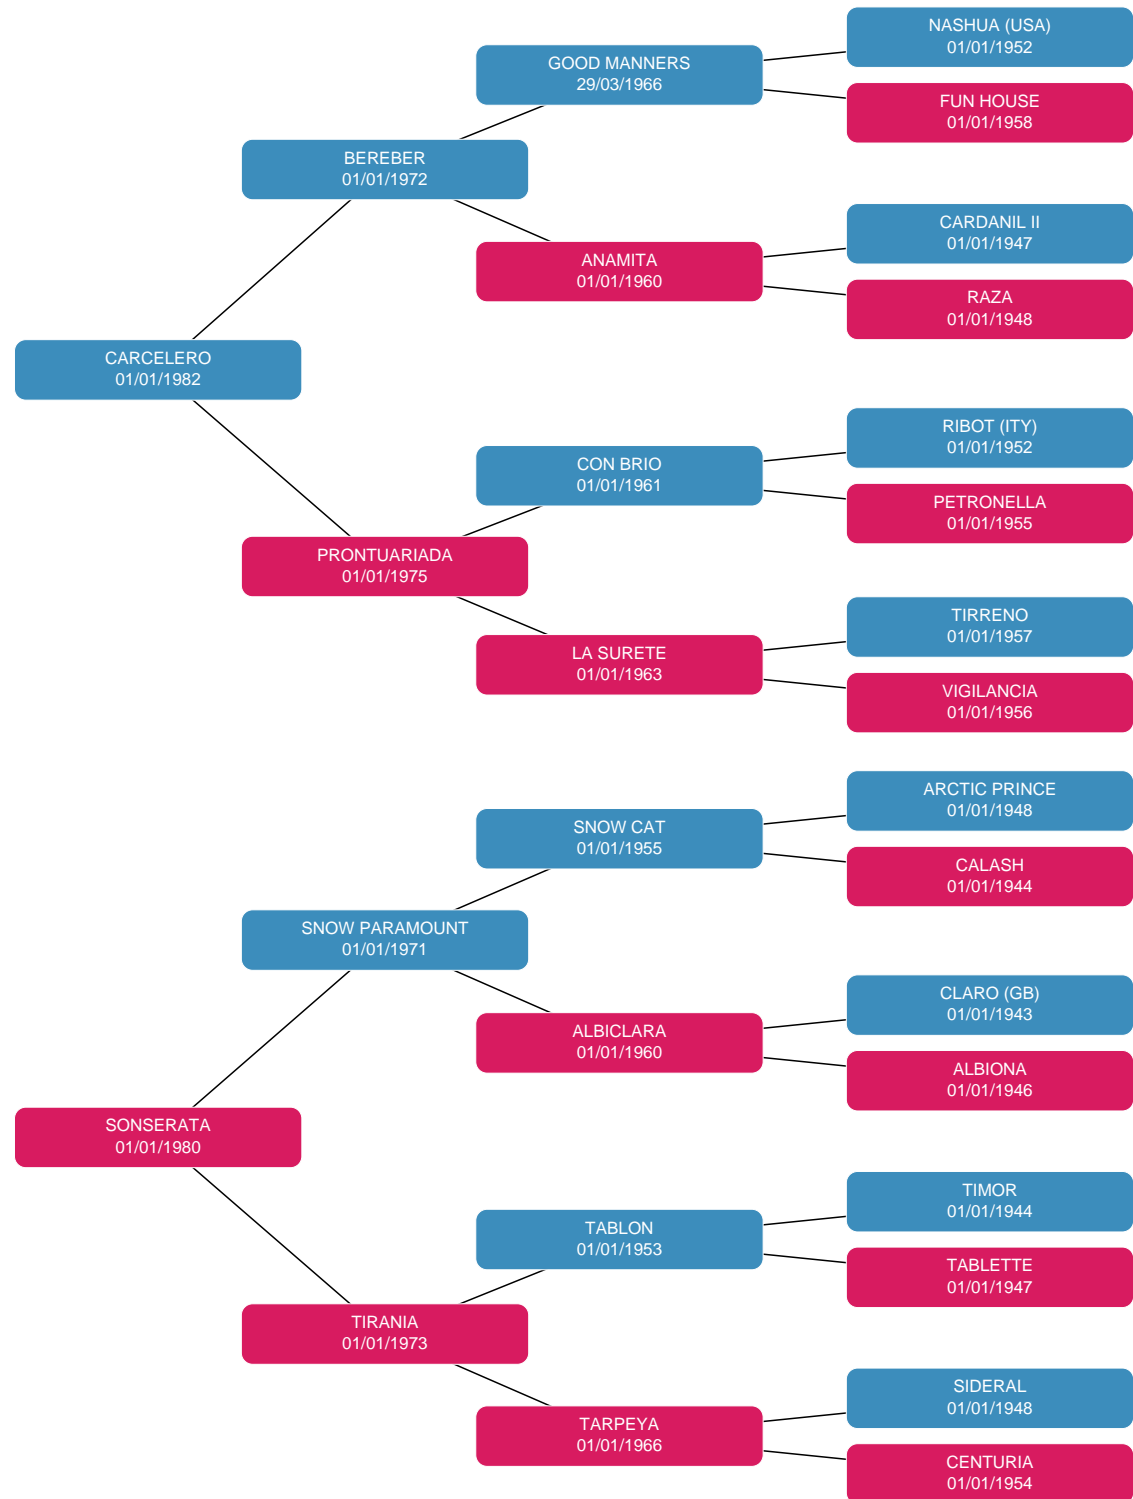 NASHUA (USA)
01/01/1952
GOOD MANNERS
29/03/1966
FUN HOUSE
01/01/1958
BEREBER
01/01/1972
CARDANIL II
01/01/1947
ANAMITA
01/01/1960
RAZA
01/01/1948
CARCELERO
01/01/1982
RIBOT (ITY)
01/01/1952
CON BRIO
01/01/1961
PETRONELLA
01/01/1955
PRONTUARIADA
01/01/1975
TIRRENO
01/01/1957
LA SURETE
01/01/1963
VIGILANCIA
01/01/1956
ARCTIC PRINCE
01/01/1948
SNOW CAT
01/01/1955
CALASH
01/01/1944
SNOW PARAMOUNT
01/01/1971
CLARO (GB)
01/01/1943
ALBICLARA
01/01/1960
ALBIONA
01/01/1946
SONSERATA
01/01/1980
TIMOR
01/01/1944
TABLON
01/01/1953
TABLETTE
01/01/1947
TIRANIA
01/01/1973
SIDERAL
01/01/1948
TARPEYA
01/01/1966
CENTURIA
01/01/1954